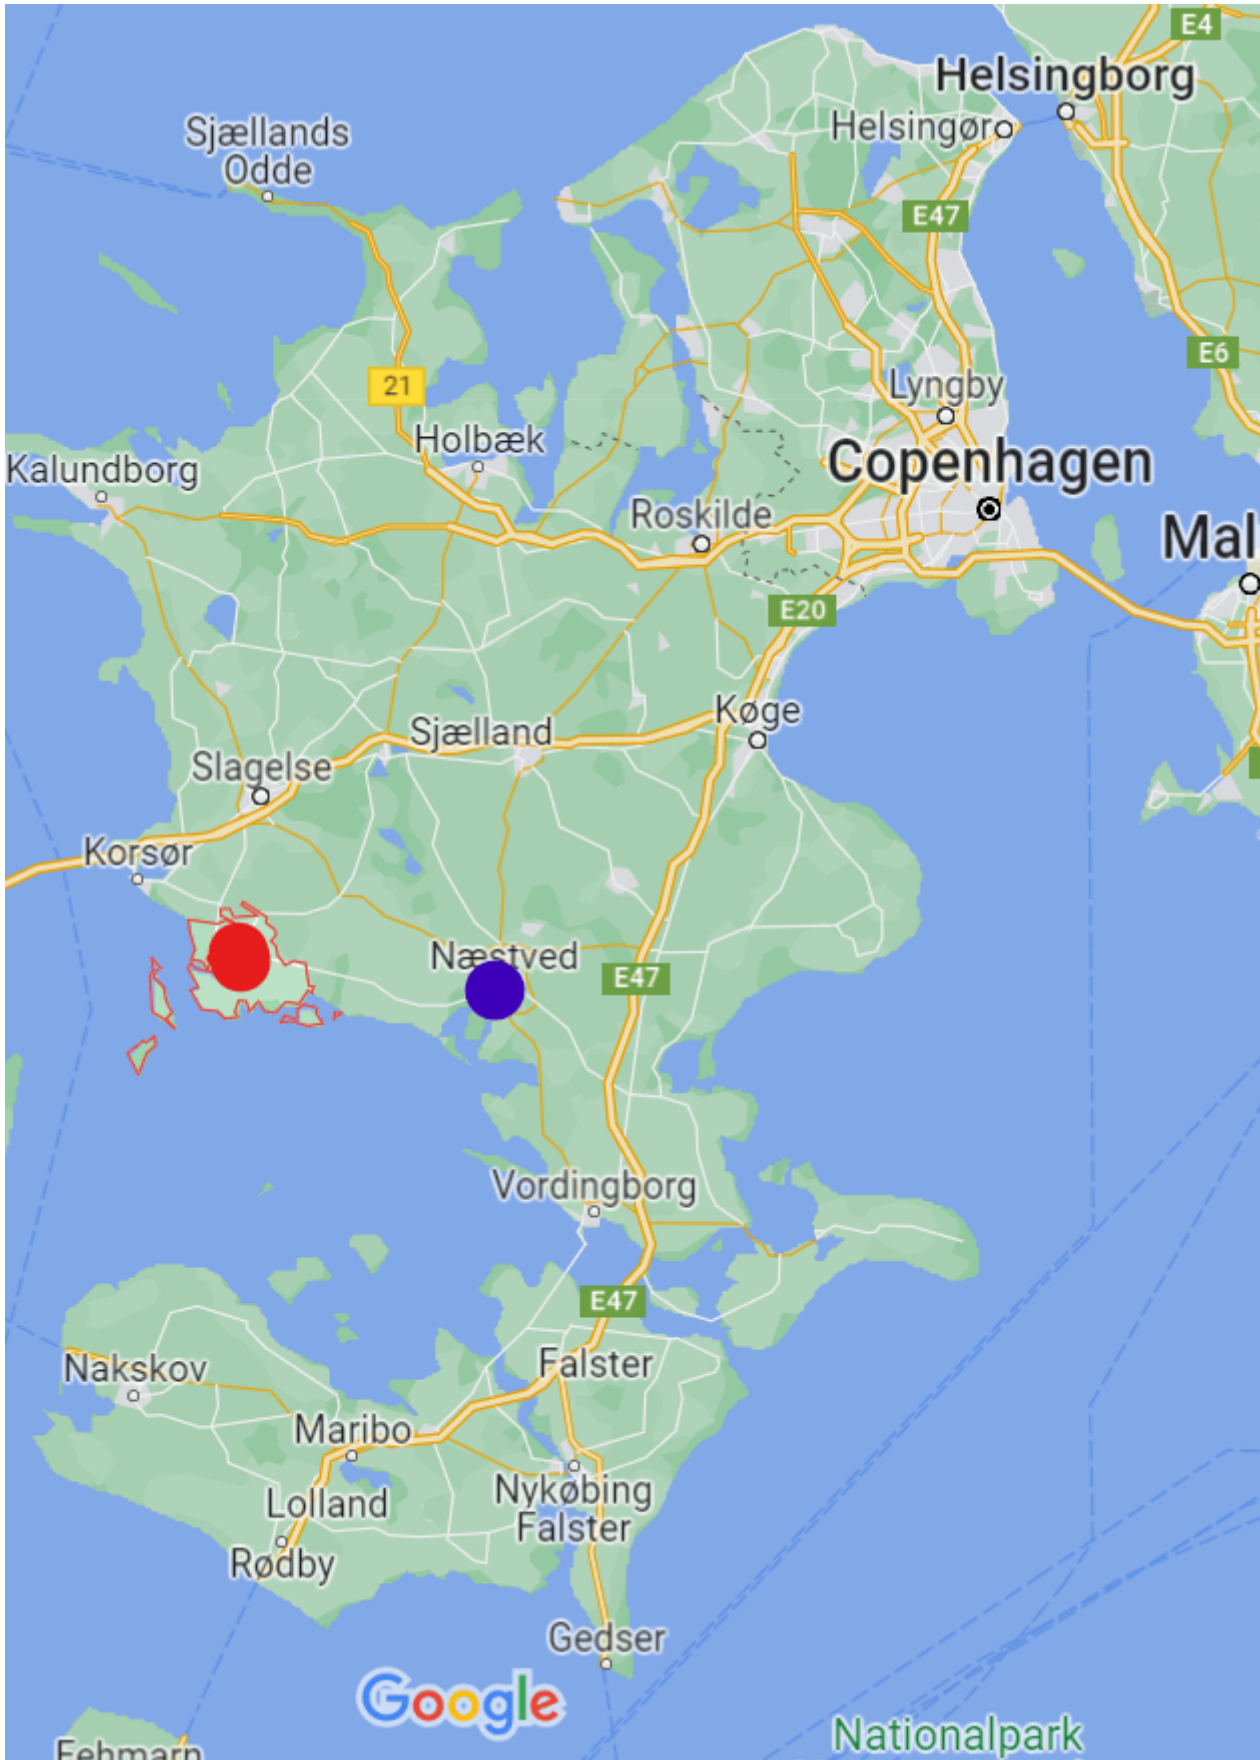 E4
Helsingborg
Helsingør
Sjællands
Odde
E47
E6
21
Lyngby
Holbæk
Copenhagen
Kalundborg
Roskilde
Mal
E20
Køge
Sjælland
Slagelse
Korsør
Næstved
E47
Vordingborg
E47
Falster
Nakskov
Maribo
Nykøbing
Falster
Lolland
Rødby
Gedser
Google
Nationalpark
Fehmarn